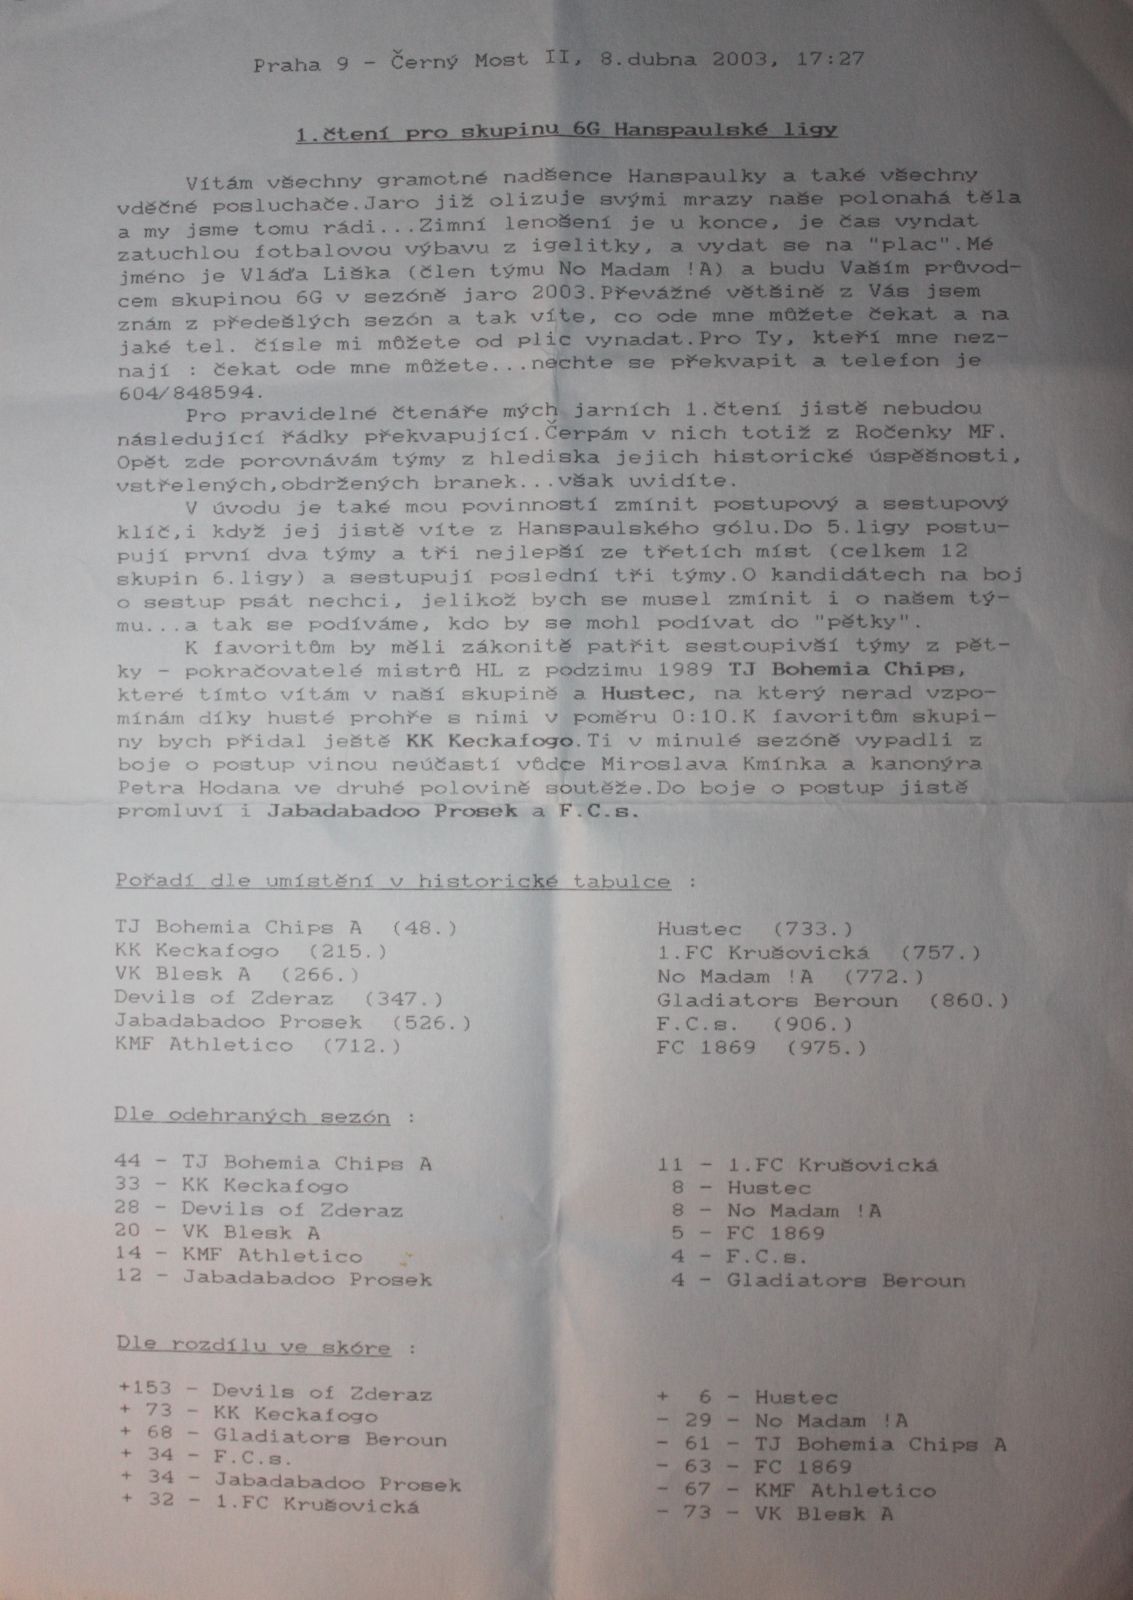 Praha 9 - Černý Most II, 8.dubna 2003, 17:27
1.čtení pro skupinu 6G Hanspaulské ligy
Vítám všechny gramotné nadšence Hanspaulky a také všechny
vděčné posluchače.Jaro již olizuje svými mrazy naše polonahá těla
a my jsme tomu rádi...Zimní lenošení je u konce, je čas vyndat
zatuchlou fotbalovou výbavu z igelitky, a vydat se na "plac".Mé
jméno je Vláďa Liška (člen týmu No Madam !A) a budu Vaším průvod-
cem skupinou 6G v sezóně jaro 2003.Převážné většině z Vás jsem
znám z předešlých sezón a tak víte, co ode mne můžete čekat a na
jaké tel. čísle mi můžete od plic vynadat.Pro Ty, kteří mne nez-
nají : čekat ode mne můžete...nechte se překvapit a telefon je
604/848594.
Pro pravidelné čtenáře mých jarních 1.čtení jistě nebudou
následující řádky překvapující.Čerpám v nich totiž z Ročenky MF.
Opět zde porovnávám týmy z hlediska jejich historické úspěšnosti,
vstřelených,obdržených branek...však uvidíte.
V úvodu je také mou povinností zmínit postupový a sestupový
klíč,i když jej jistě víte z Hanspaulského gólu.Do 5.ligy postu-
pují první dva týmy a tři nejlepší ze třetích míst (celkem 12
skupin 6.ligy) a sestupují poslední tři týmy.O kandidátech na boj
o sestup psát nechci, jelikož bych se musel zmínit i o našem tý-
mu...a tak se podíváme, kdo by se mohl podívat do "pětky".
K favoritům by měli zákonitě patřit sestoupivší týmy z pět-
ky - pokračovatelé mistrů HL z podzimu 1989 TJ Bohemia Chips,
které tímto vítám v naší skupině a Hustec, na který nerad vzpo-
mínám díky husté prohře s nimi v poměru 0:10.K favoritům skupi-
ny bych přidal ještě KK Keckafogo.Ti v minulé sezóně vypadli z
boje o postup vinou neúčastí vůdce Miroslava Kmínka a kanonýra
Petra Hodana ve druhé polovině soutěže.Do boje o postup jistě
promluví i Jabadabadoo Prosek a F.C.s.
Pořadí dle umístění v historické tabulce :
TJ Bohemia Chips A (48.)
KK Keckafogo (215.)
VK Blesk A (266.)
Devils of Zderaz (347.)
Jabadabadoo Prosek (526.)
KMF Athletico (712.)
Hustec (733.)
1.FC Krušovická (757.)
No Madam !A (772.)
Gladiators Beroun (860.)
F.C.s. (906.)
FC 1869 (975.)
Dle odehraných sezón :
44 - TJ Bohemia Chips A
33 - KK Keckafogo
28 - Devils of Zderaz
20 - VK Blesk A
14 - KMF Athletico
12 - Jabadabadoo Prosek
11 - 1.FC Krušovická
8 - Hustec
8 - No Madam !A
5 - FC 1869
4 - F.C.s.
4 - Gladiators Beroun
Dle rozdílu ve skóre :
+153 - Devils of Zderaz
+ 73 - KK Keckafogo
+ 68 - Gladiators Beroun
+ 34 - F.C.s.
+ 34 - Jabadabadoo Prosek
+ 32 - 1.FC Krušovická
+ 6 - Hustec
- 29 - No Madam !A
- 61 - TJ Bohemia Chips A
- 63 - FC 1869
- 67 - KMF Athletico
- 73 - VK Blesk A